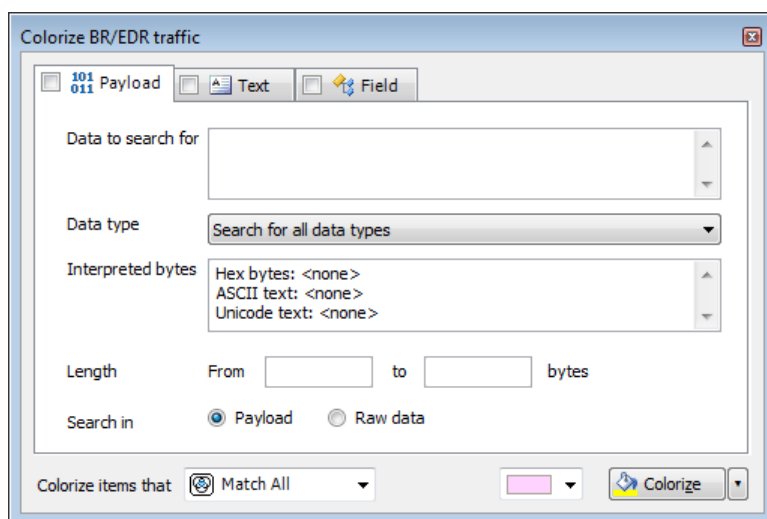 Colorize BR/EDR traffic
101 011 Payload Text Field
Data to search for
Data type Search for all data types
Interpreted bytes Hex bytes: <none>
ASCII text: <none>
Unicode text: <none>
Length From to bytes
Search in Payload Raw data
Colorize items that Match All Colorize